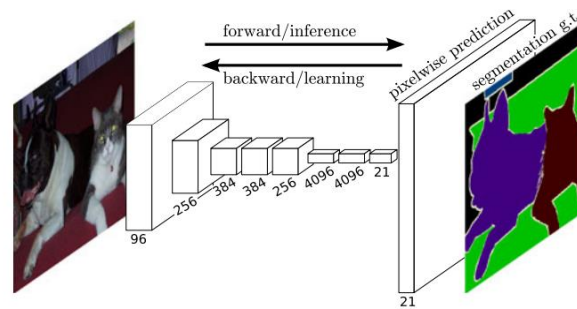 forward/inference
backward/learning
pixelwise prediction
segmentation g.t.
96
256
384
384
256
4096
4096
21
21